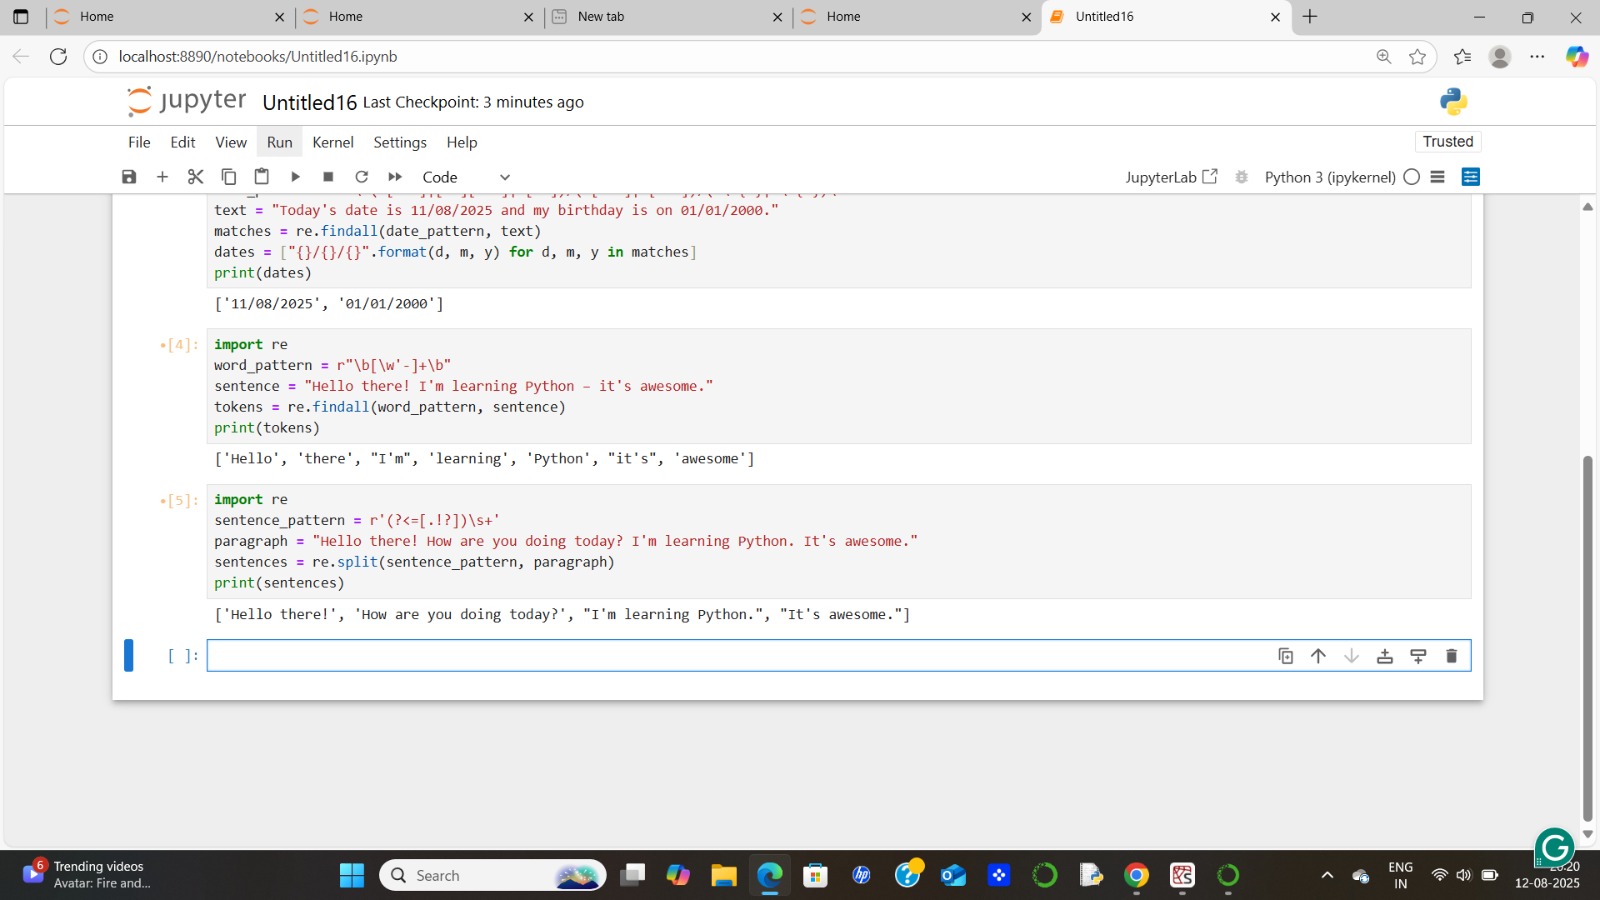 Home
Home
New tab
Home
Untitled16
localhost:8890/notebooks/Untitled16.ipynb
jupyter Untitled16 Last Checkpoint: 3 minutes ago
File Edit View Run Kernel Settings Help
Trusted
Code
JupyterLab
Python 3 (ipykernel)
text = "Today's date is 11/08/2025 and my birthday is on 01/01/2000."
matches = re.findall(date_pattern, text)
dates = ["{}/{}/{}".format(d, m, y) for d, m, y in matches]
print(dates)
['11/08/2025', '01/01/2000']
•[4]:
import re
word_pattern = r"\b[\w'-]+\b"
sentence = "Hello there! I'm learning Python – it's awesome."
tokens = re.findall(word_pattern, sentence)
print(tokens)
['Hello', 'there', "I'm", 'learning', 'Python', "it's", 'awesome']
•[5]:
import re
sentence_pattern = r'(?<=[.!?])\s+'
paragraph = "Hello there! How are you doing today? I'm learning Python. It's awesome."
sentences = re.split(sentence_pattern, paragraph)
print(sentences)
['Hello there!', 'How are you doing today?', "I'm learning Python.", "It's awesome."]
[ ]:
6
Trending videos
Avatar: Fire and...
Search
hp
ENG
IN
12-08-2025